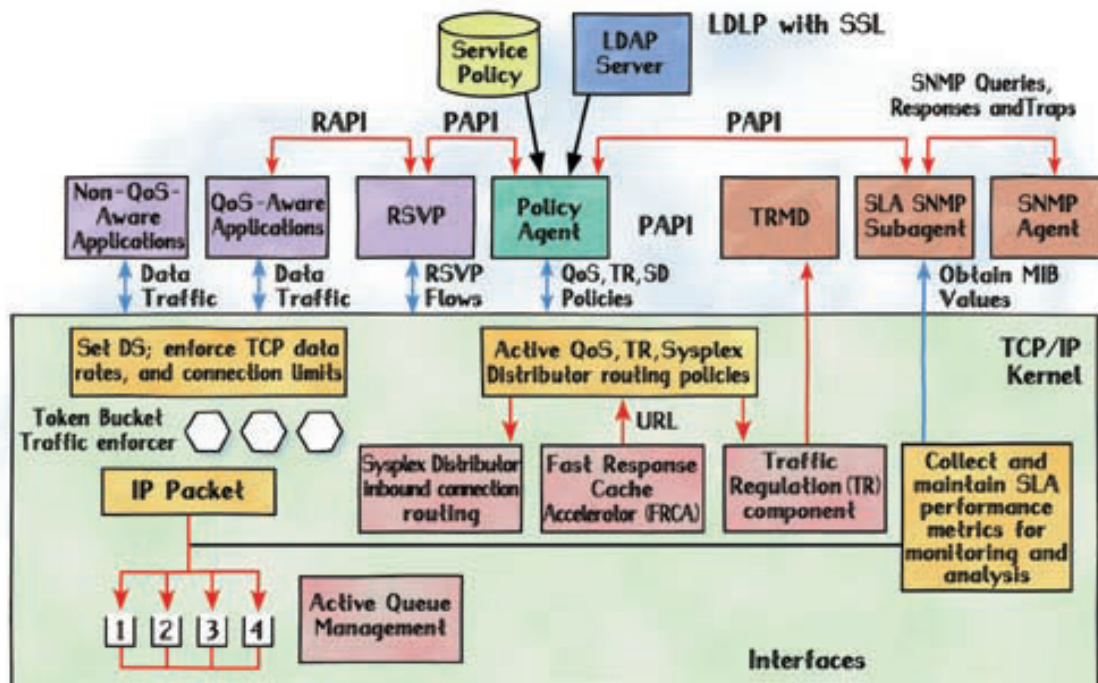 LDLP with SSL
Service
Policy
LDAP
Server
SNMP Queries,
Responses andTraps
RAPI
PAPI
PAPI
Non-QoS-
Aware
Applications
QoS-Aware
Applications
RSVP
Policy
Agent
PAPI
TRMD
SLA SNMP
Subagent
SNMP
Agent
Data
Traffic
Data
Traffic
RSVP
Flows
QoS, TR, SD
Policies
Obtain MIB
Values
Set DS; enforce TCP data
rates, and connection limits
Active QoS, TR, Sysplex
Distributor routing policies
TCP/IP
Kernel
Token Bucket
Traffic enforcer
URL
IP Packet
Sysplex Distributor
inbound connection
routing
Fast Response
Cache
Accelerator (FRCA)
Traffic
Regulation (TR)
component
Collect and
maintain SLA
performance
metrics for
monitoring and
analysis
1 2 3 4
Active Queue
Management
Interfaces